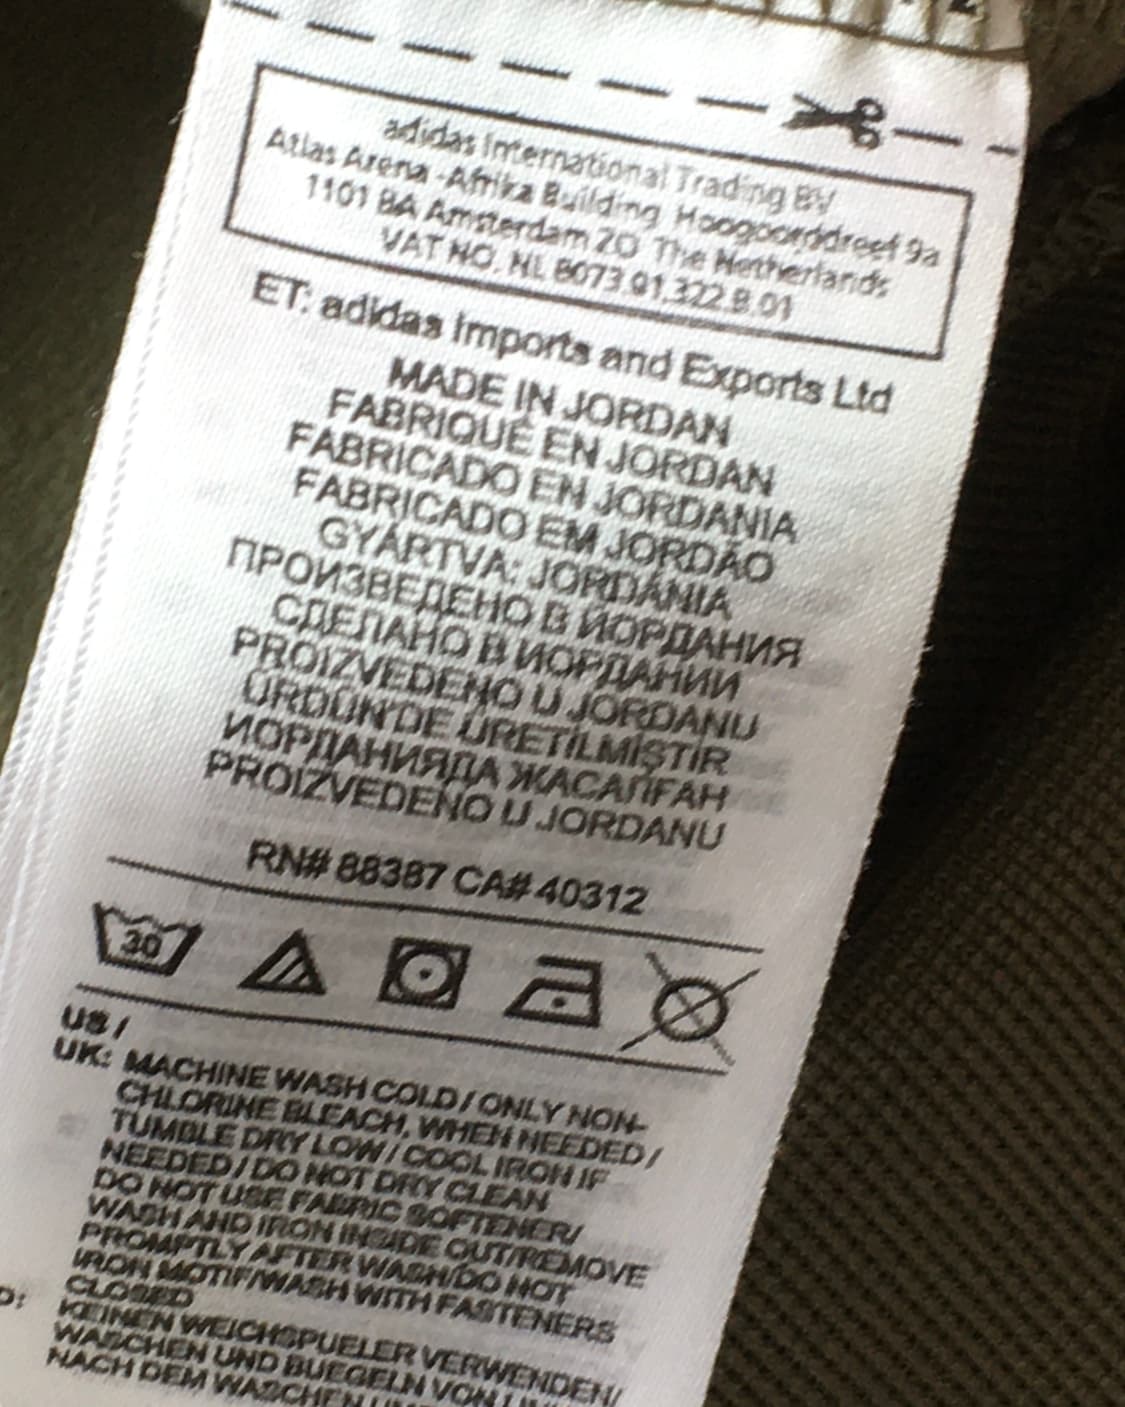 adidas International Trading BV
Atlas Arena -Afrika Building Hoogoorddreef 9a
1101 BA Amsterdam ZO The Netherlands
VAT NO. NL 8073.01.322.B.01
ET: adidas Imports and Exports Ltd
MADE IN JORDAN
FABRIQUÉ EN JORDAN
FABRICADO EN JORDANIA
FABRICADO EM JORDÃO
GYÁRTVA: JORDÁNIA
ПРОИЗВЕДЕНО В ЙОРДАНИЯ
СДЕЛАНО В ИОРДАНИИ
PROIZVEDENO U JORDANU
ÜRDÜN'DE ÜRETİLMİŞTİR
ИОРДАНИЯДА ЖАСАЛҒАН
PROIZVEDENO U JORDANU
RN# 88387 CA# 40312
30
US /
UK: MACHINE WASH COLD / ONLY NON-
CHLORINE BLEACH, WHEN NEEDED /
TUMBLE DRY LOW / COOL IRON IF
NEEDED / DO NOT DRY CLEAN
DO NOT USE FABRIC SOFTENER/
WASH AND IRON INSIDE OUT/REMOVE
PROMPTLY AFTER WASH/DO NOT
IRON MOTIF/WASH WITH FASTENERS
CLOSED
KEINEN WEICHSPUELER VERWENDEN/
WASCHEN UND BUEGELN VON
NACH DEM WASCHEN